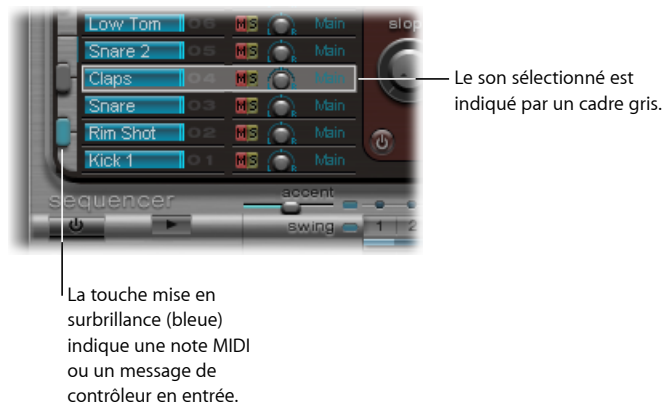 Low Tom 06 M S L R Main slop
Snare 2 05 M S Main
Claps 04 M S Main
Snare 03 M S Main
Rim Shot 02 M S Main
Kick 1 01 M S L R Main
Le son sélectionné est
indiqué par un cadre gris.
sequencer accent
swing 1 2
La touche mise en
surbrillance (bleue)
indique une note MIDI
ou un message de
contrôleur en entrée.